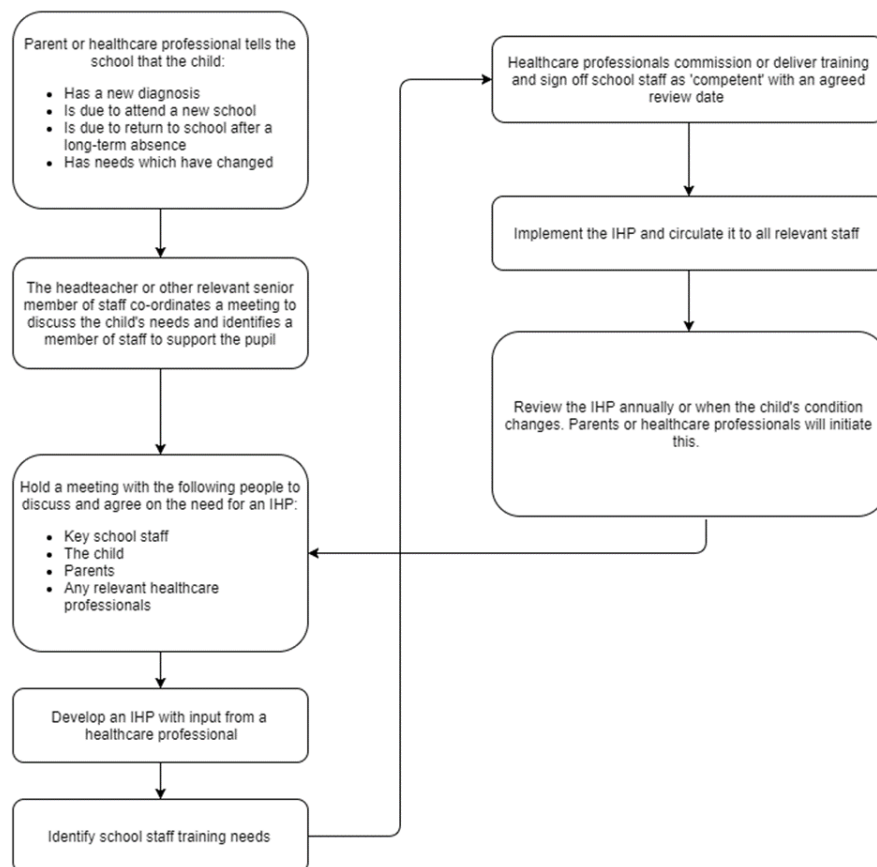 Parent or healthcare professional tells the
school that the child:
• Has a new diagnosis
• Is due to attend a new school
• Is due to return to school after a
long-term absence
• Has needs which have changed
The headteacher or other relevant senior
member of staff co-ordinates a meeting to
discuss the child's needs and identifies a
member of staff to support the pupil
Hold a meeting with the following people to
discuss and agree on the need for an IHP:
• Key school staff
• The child
• Parents
• Any relevant healthcare
professionals
Develop an IHP with input from a
healthcare professional
Identify school staff training needs
Healthcare professionals commission or deliver training
and sign off school staff as 'competent' with an agreed
review date
Implement the IHP and circulate it to all relevant staff
Review the IHP annually or when the child's condition
changes. Parents or healthcare professionals will initiate
this.